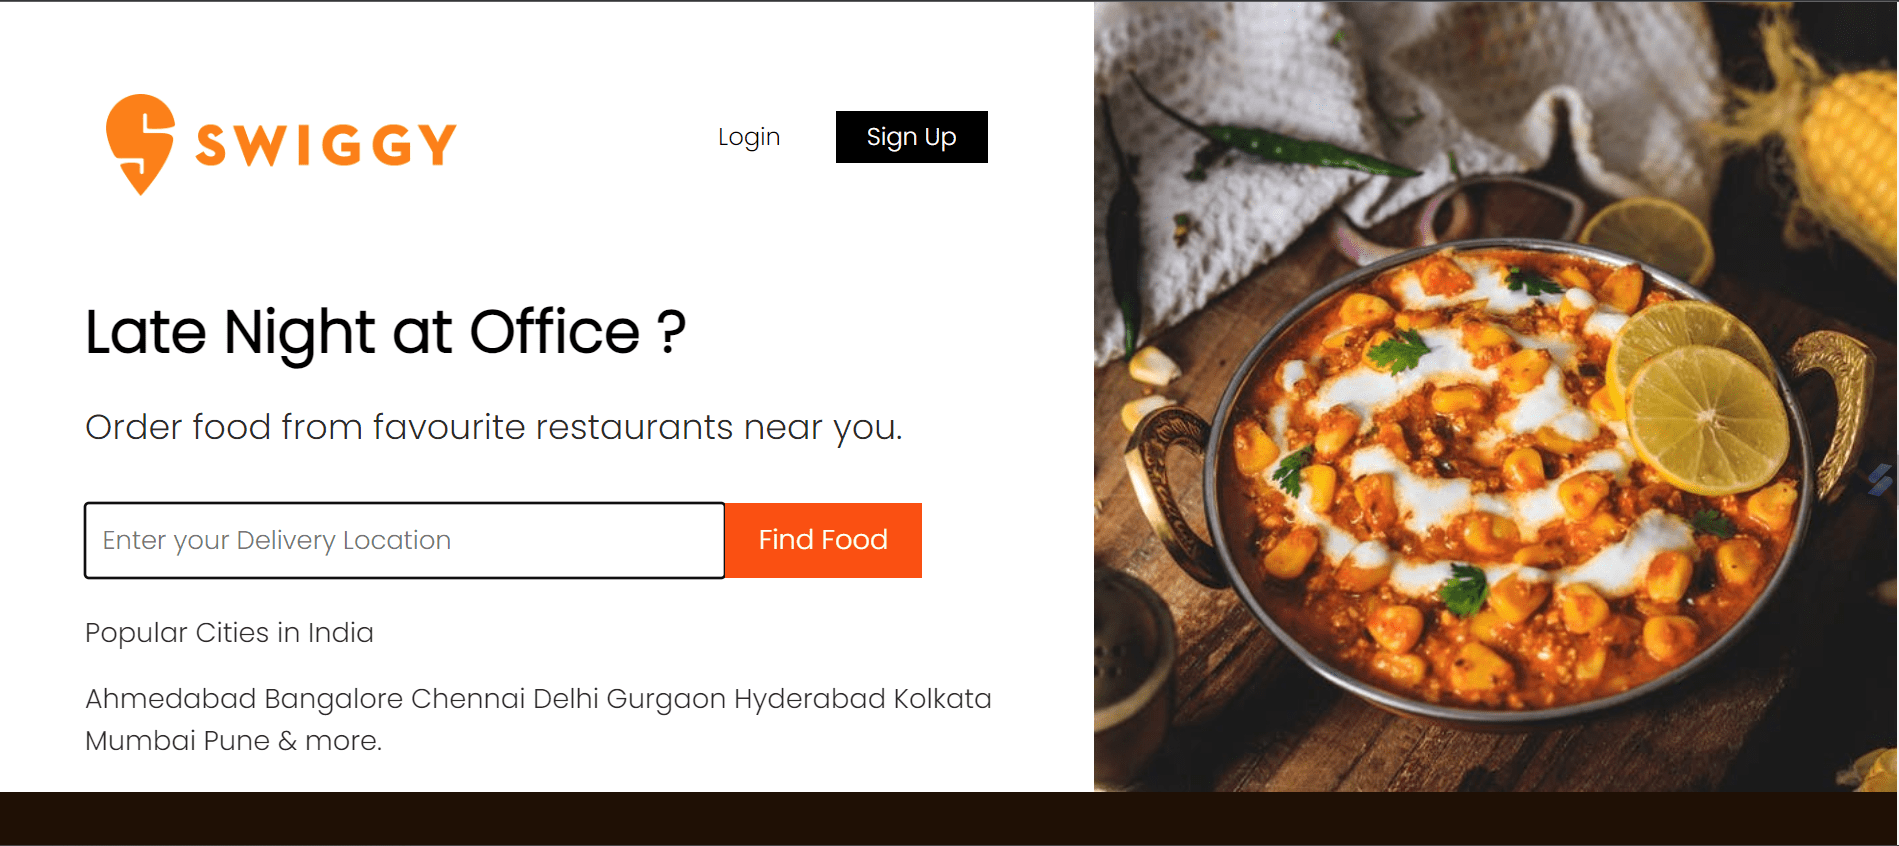 SWIGGY
Login
Sign Up
Late Night at Office ?
Order food from favourite restaurants near you.
Enter your Delivery Location
Find Food
Popular Cities in India
Ahmedabad Bangalore Chennai Delhi Gurgaon Hyderabad Kolkata
Mumbai Pune & more.